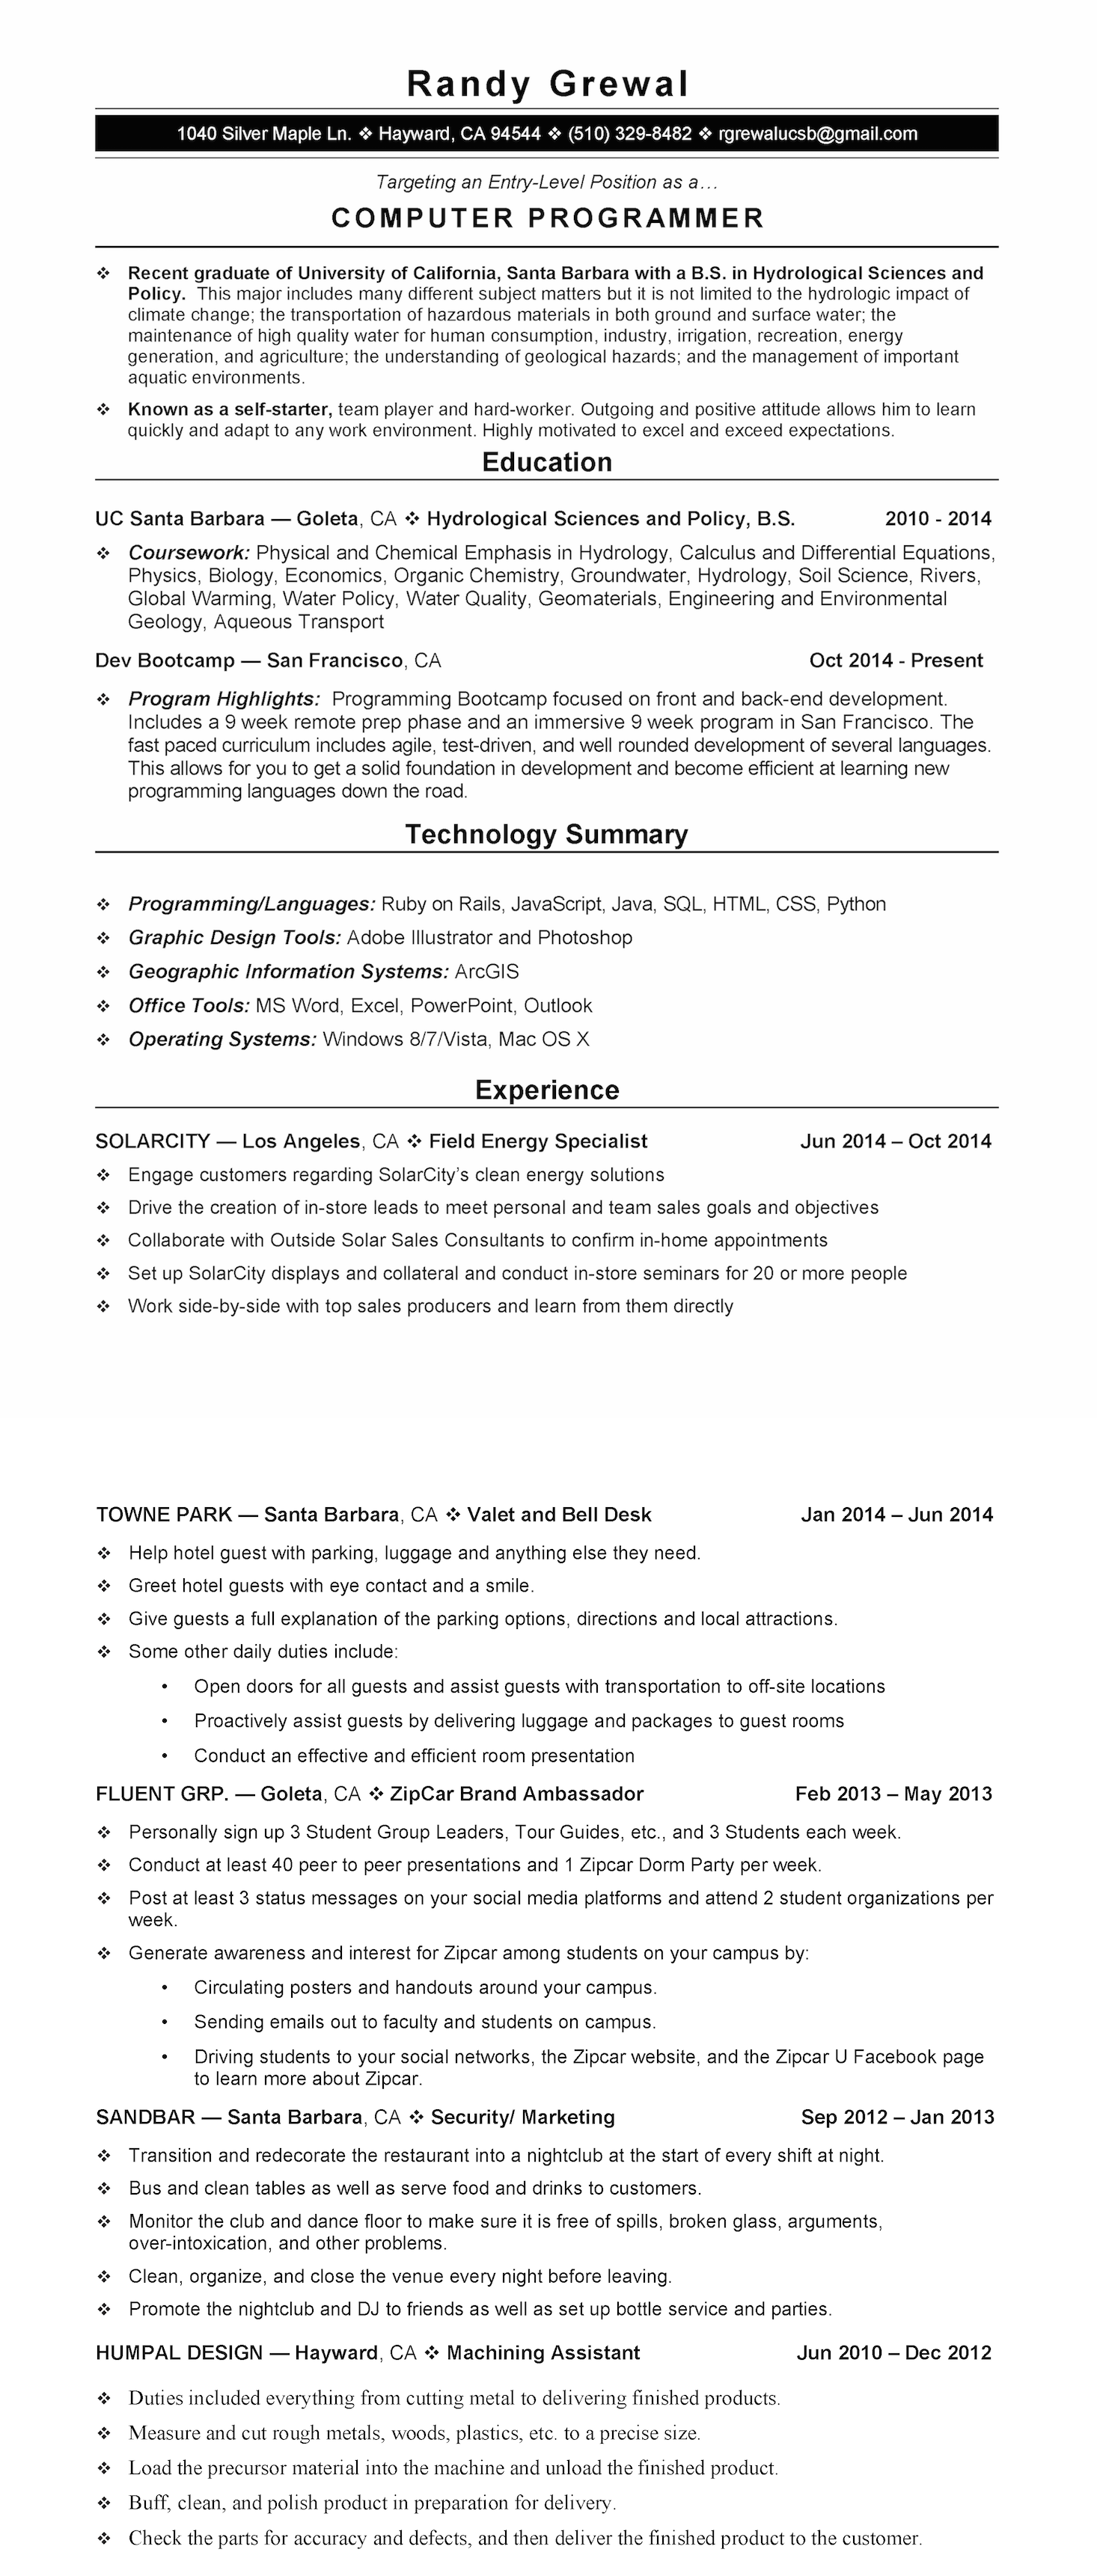 Randy Grewal
1040 Silver Maple Ln. ❖ Hayward, CA 94544 ❖ (510) 329-8482 ❖ rgrewalucsb@gmail.com
Targeting an Entry-Level Position as a…
COMPUTER PROGRAMMER
❖ Recent graduate of University of California, Santa Barbara with a B.S. in Hydrological Sciences and
Policy. This major includes many different subject matters but it is not limited to the hydrologic impact of
climate change; the transportation of hazardous materials in both ground and surface water; the
maintenance of high quality water for human consumption, industry, irrigation, recreation, energy
generation, and agriculture; the understanding of geological hazards; and the management of important
aquatic environments.
❖ Known as a self-starter, team player and hard-worker. Outgoing and positive attitude allows him to learn
quickly and adapt to any work environment. Highly motivated to excel and exceed expectations.
Education
UC Santa Barbara — Goleta, CA ❖ Hydrological Sciences and Policy, B.S. 2010 - 2014
❖ Coursework: Physical and Chemical Emphasis in Hydrology, Calculus and Differential Equations,
Physics, Biology, Economics, Organic Chemistry, Groundwater, Hydrology, Soil Science, Rivers,
Global Warming, Water Policy, Water Quality, Geomaterials, Engineering and Environmental
Geology, Aqueous Transport
Dev Bootcamp — San Francisco, CA Oct 2014 - Present
❖ Program Highlights: Programming Bootcamp focused on front and back-end development.
Includes a 9 week remote prep phase and an immersive 9 week program in San Francisco. The
fast paced curriculum includes agile, test-driven, and well rounded development of several languages.
This allows for you to get a solid foundation in development and become efficient at learning new
programming languages down the road.
Technology Summary
❖ Programming/Languages: Ruby on Rails, JavaScript, Java, SQL, HTML, CSS, Python
❖ Graphic Design Tools: Adobe Illustrator and Photoshop
❖ Geographic Information Systems: ArcGIS
❖ Office Tools: MS Word, Excel, PowerPoint, Outlook
❖ Operating Systems: Windows 8/7/Vista, Mac OS X
Experience
SOLARCITY — Los Angeles, CA ❖ Field Energy Specialist Jun 2014 – Oct 2014
❖ Engage customers regarding SolarCity’s clean energy solutions
❖ Drive the creation of in-store leads to meet personal and team sales goals and objectives
❖ Collaborate with Outside Solar Sales Consultants to confirm in-home appointments
❖ Set up SolarCity displays and collateral and conduct in-store seminars for 20 or more people
❖ Work side-by-side with top sales producers and learn from them directly
TOWNE PARK — Santa Barbara, CA ❖ Valet and Bell Desk Jan 2014 – Jun 2014
❖ Help hotel guest with parking, luggage and anything else they need.
❖ Greet hotel guests with eye contact and a smile.
❖ Give guests a full explanation of the parking options, directions and local attractions.
❖ Some other daily duties include:
• Open doors for all guests and assist guests with transportation to off-site locations
• Proactively assist guests by delivering luggage and packages to guest rooms
• Conduct an effective and efficient room presentation
FLUENT GRP. — Goleta, CA ❖ ZipCar Brand Ambassador Feb 2013 – May 2013
❖ Personally sign up 3 Student Group Leaders, Tour Guides, etc., and 3 Students each week.
❖ Conduct at least 40 peer to peer presentations and 1 Zipcar Dorm Party per week.
❖ Post at least 3 status messages on your social media platforms and attend 2 student organizations per
week.
❖ Generate awareness and interest for Zipcar among students on your campus by:
• Circulating posters and handouts around your campus.
• Sending emails out to faculty and students on campus.
• Driving students to your social networks, the Zipcar website, and the Zipcar U Facebook page
to learn more about Zipcar.
SANDBAR — Santa Barbara, CA ❖ Security/ Marketing Sep 2012 – Jan 2013
❖ Transition and redecorate the restaurant into a nightclub at the start of every shift at night.
❖ Bus and clean tables as well as serve food and drinks to customers.
❖ Monitor the club and dance floor to make sure it is free of spills, broken glass, arguments,
over-intoxication, and other problems.
❖ Clean, organize, and close the venue every night before leaving.
❖ Promote the nightclub and DJ to friends as well as set up bottle service and parties.
HUMPAL DESIGN — Hayward, CA ❖ Machining Assistant Jun 2010 – Dec 2012
❖ Duties included everything from cutting metal to delivering finished products.
❖ Measure and cut rough metals, woods, plastics, etc. to a precise size.
❖ Load the precursor material into the machine and unload the finished product.
❖ Buff, clean, and polish product in preparation for delivery.
❖ Check the parts for accuracy and defects, and then deliver the finished product to the customer.